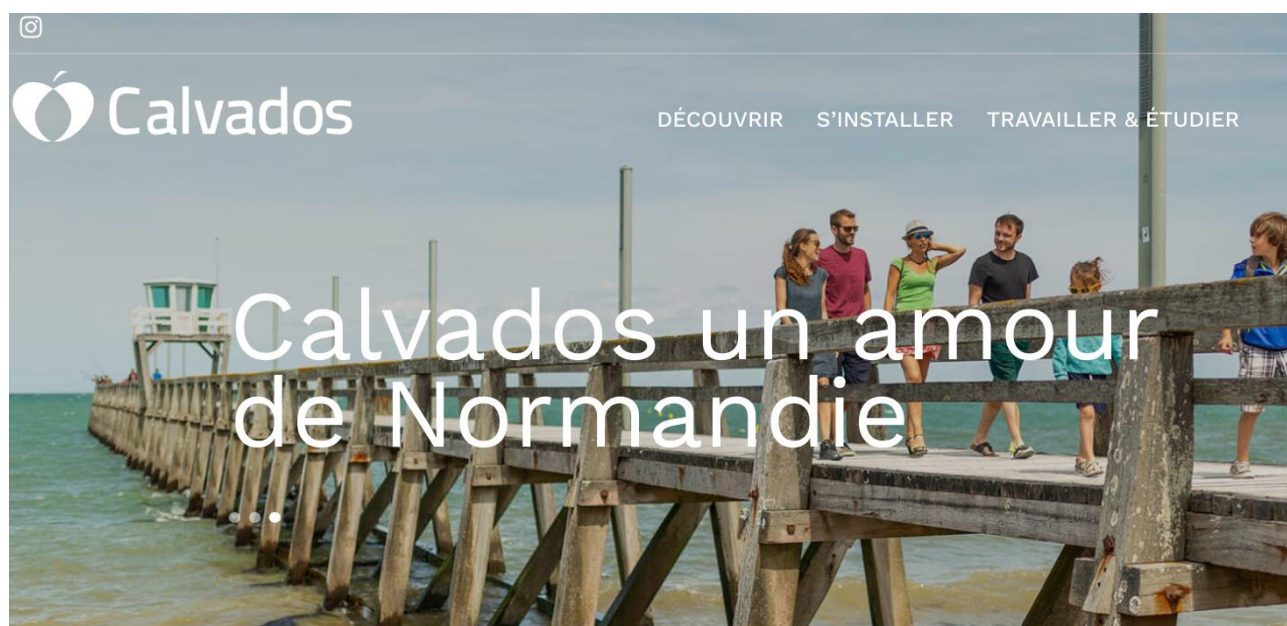 Calvados
DÉCOUVRIR S'INSTALLER TRAVAILLER & ÉTUDIER
Calvados un amour
de Normandie